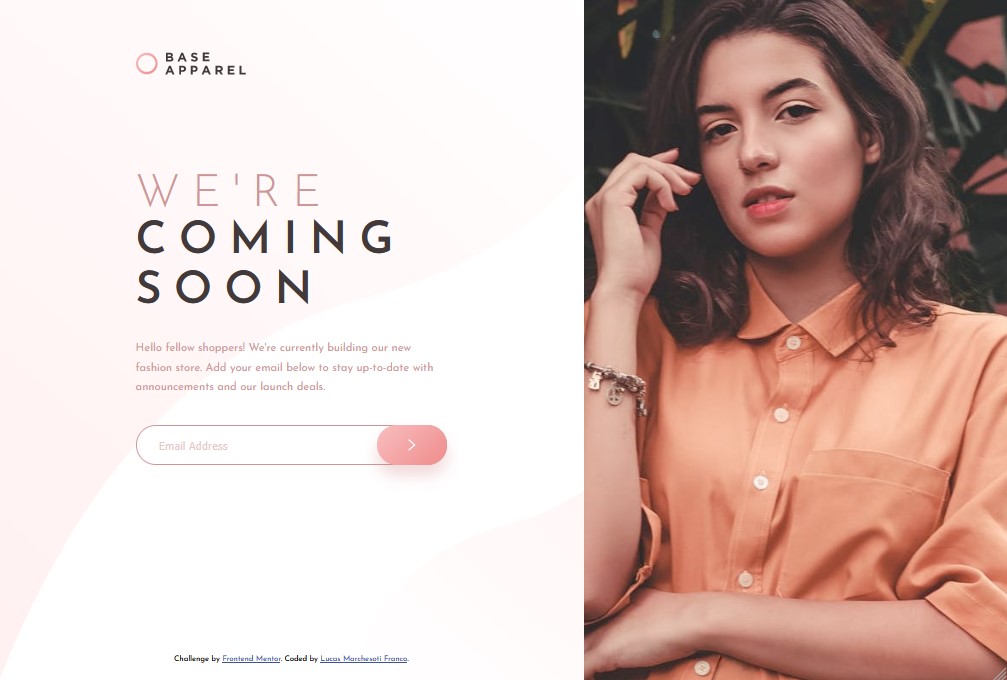 BASE
APPAREL
WE'RE
COMING
SOON
Hello fellow shoppers! We're currently building our new
fashion store. Add your email below to stay up-to-date with
announcements and our launch deals.
Email Address
Challenge by Frontend Mentor. Coded by Lucas Marchesoti Franco.